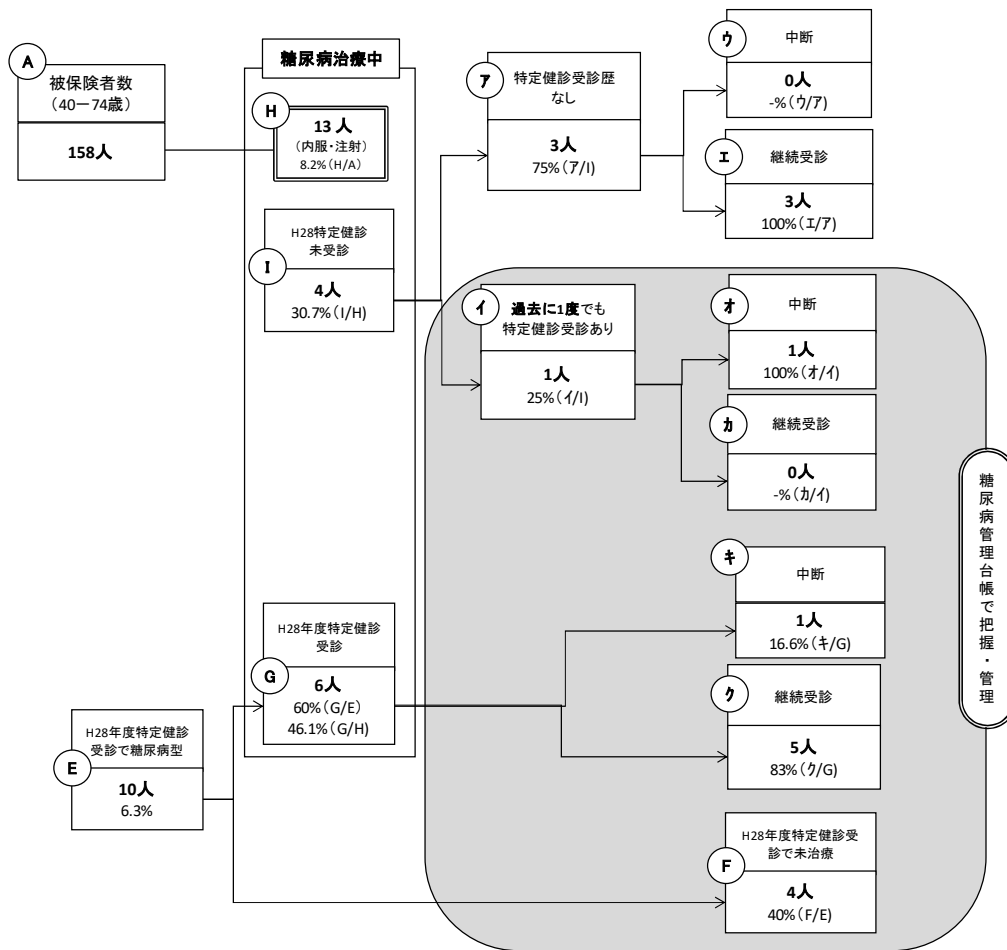 A
被保険者数
（40－74歳）
158人
糖尿病治療中
H
13 人
（内服・注射）
8.2%（H/A）
I
H28特定健診
未受診
4人
30.7%（I/H）
ア
特定健診受診歴
なし
3人
75%（ア/I）
ウ
中断
0人
-%（ウ/ア）
エ
継続受診
3人
100%（エ/ア）
イ
過去に1度でも
特定健診受診あり
1人
25%（イ/I）
オ
中断
1人
100%（オ/イ）
カ
継続受診
0人
-%（カ/イ）
キ
中断
1人
16.6%（キ/G）
G
H28年度特定健診
受診
6人
60%（G/E）
46.1%（G/H）
ク
継続受診
5人
83%（ク/G）
E
H28年度特定健診
受診で糖尿病型
10人
6.3%
F
H28年度特定健診受
診で未治療
4人
40%（F/E）
糖尿病管理台帳で把握・管理